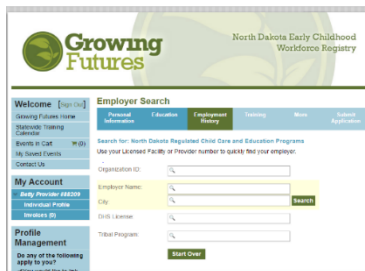 Growing
Futures
North Dakota Early Childhood
Workforce Registry
Welcome [Sign Out]
Growing Futures Home
Statewide Training
Calendar
Events in Cart (0)
My Saved Events
Contact Us
My Account
Betty Provider #88209
Individual Profile
Invoices (0)
Profile
Management
Do any of the following
apply to you?
Employer Search
Personal
Information
Education
Employment
History
Training
More
Submit
Application
Search for: North Dakota Regulated Child Care and Education Programs
Use your Licensed Facility or Provider number to quickly find your employer.
Organization ID:
Employer Name:
City:
Search
DHS License:
Tribal Program:
Start Over